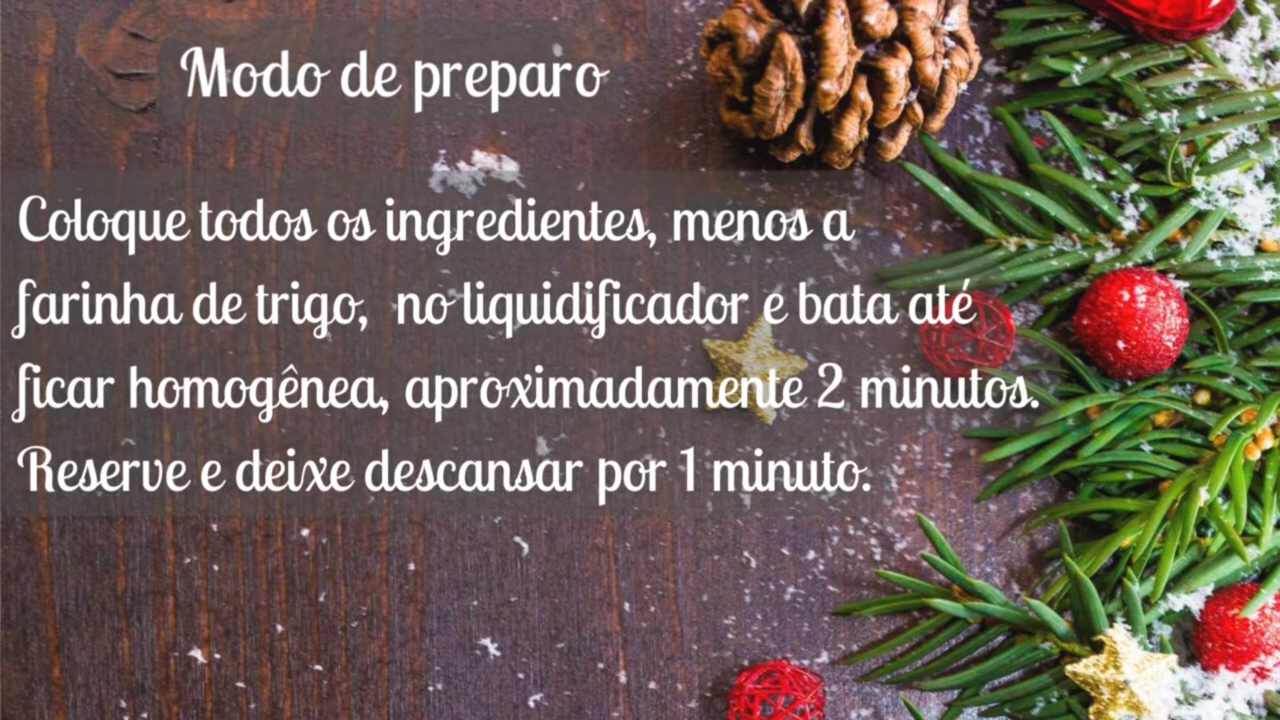 Modo de preparo
Coloque todos os ingredientes, menos a
farinha de trigo, no liquidificador e bata até
ficar homogênea, aproximadamente 2 minutos.
Reserve e deixe descansar por 1 minuto.